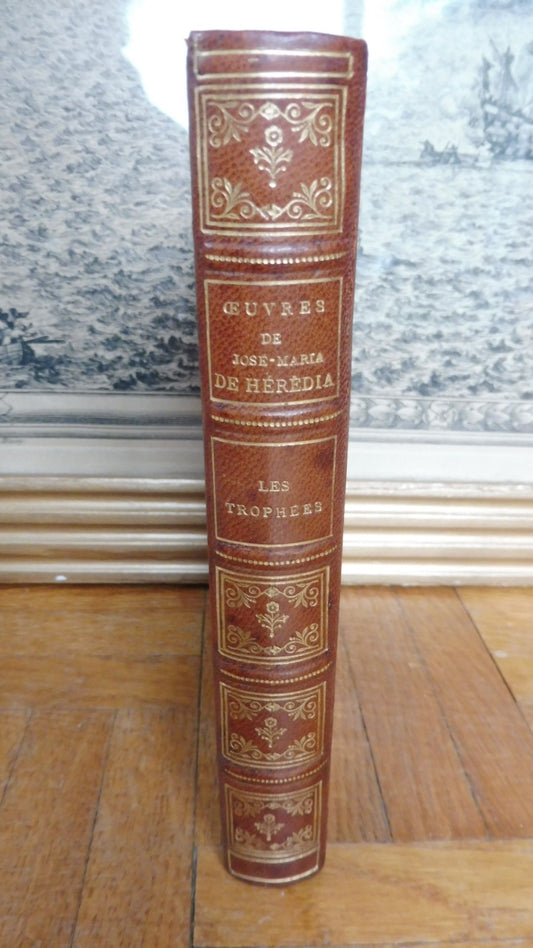 ŒUVRES
DE
JOSÉ-MARIA
DE HÉRÉDIA
LES
TROPHÉES